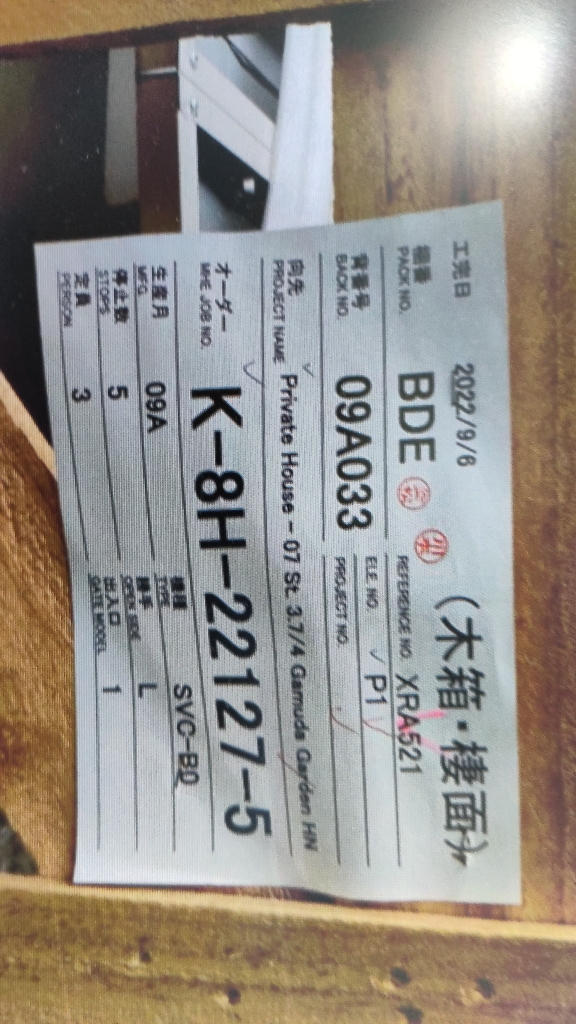 (木箱・棲面)
工完日 2022/9/6
梱番 PACK NO. BDE
REFERENCE NO. XRA521
背番号 BACK NO. 09A033
ELE. NO. P1
PROJECT NO.
向先 PROJECT NAME Private House - 07 St. 3.7/4 Gamuda Garden HN
オーダー MHE JOB NO. K-8H-22127-5
生産月 MFG 09A
機種 TYPE SVC-BD
停止数 STOPS 5
勝手 OPEN SIDE L
定員 PERSON 3
出入口 GATE MODEL 1